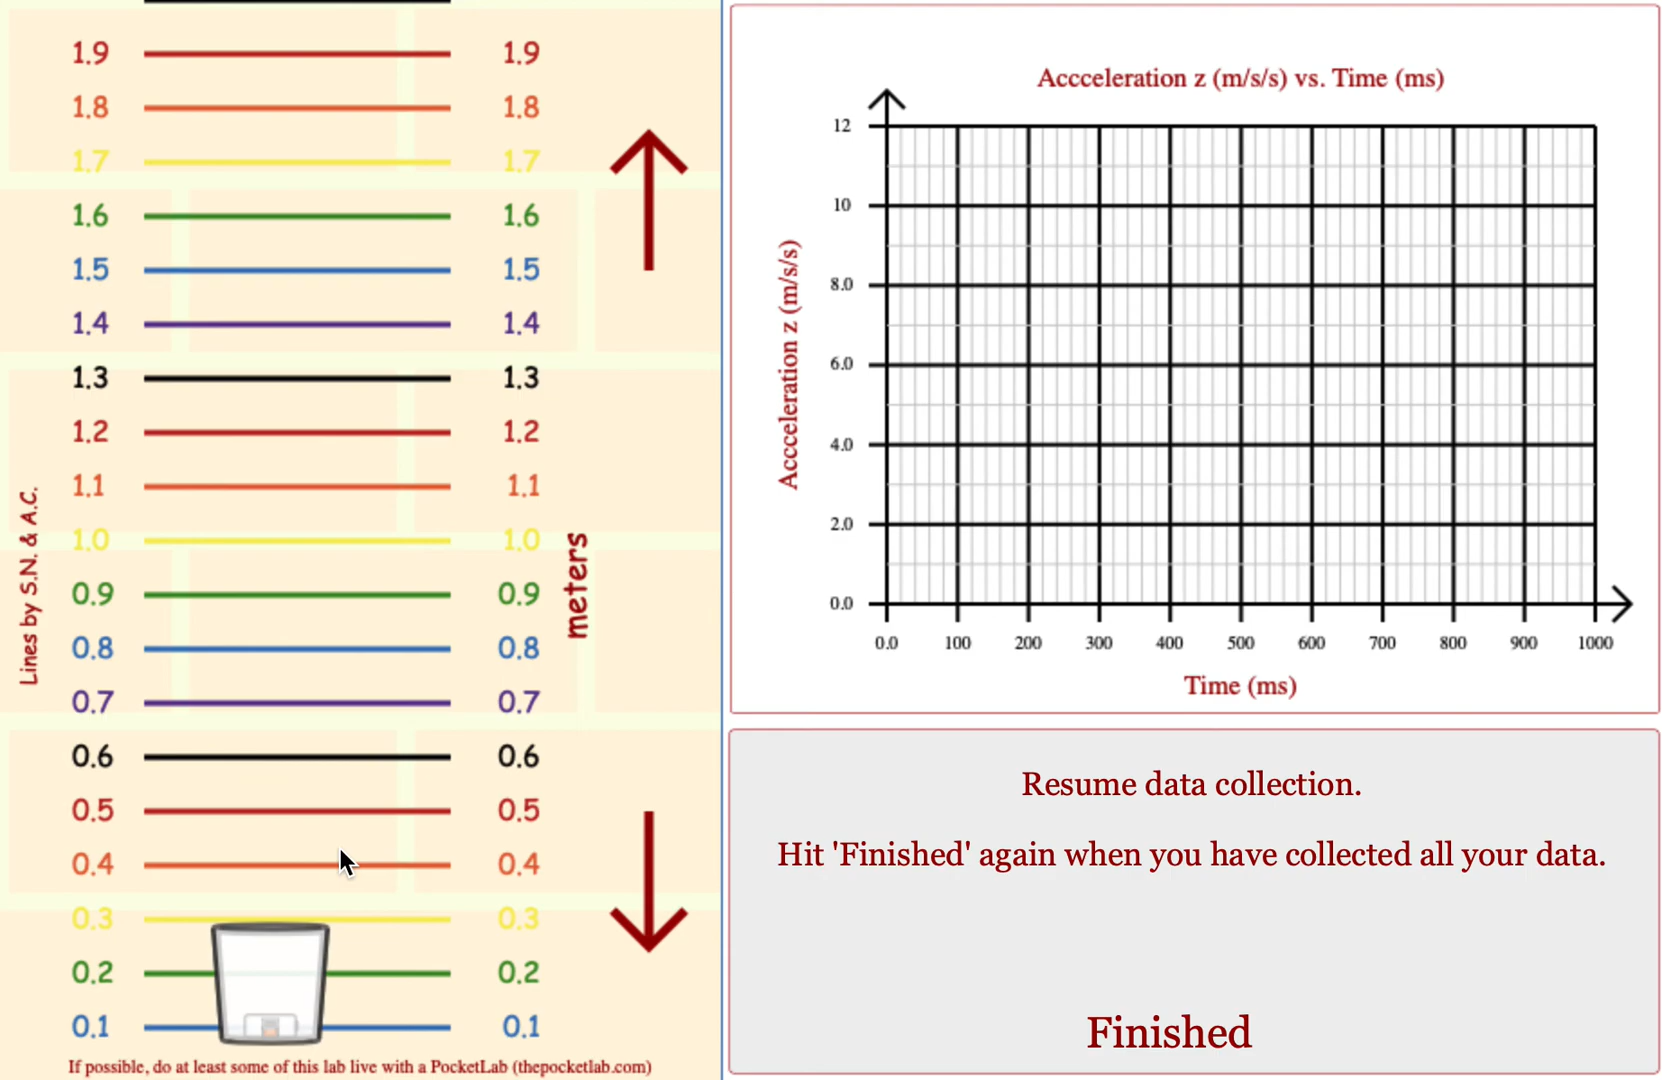 1.9 1.9
1.8 1.8
1.7 1.7
1.6 1.6
1.5 1.5
1.4 1.4
1.3 1.3
1.2 1.2
1.1 1.1
1.0 1.0
0.9 0.9
0.8 0.8
0.7 0.7
0.6 0.6
0.5 0.5
0.4 0.4
0.3 0.3
0.2 0.2
0.1 0.1
Lines by S.N. & A.C.
meters
If possible, do at least some of this lab live with a PocketLab (thepocketlab.com)
Accceleration z (m/s/s) vs. Time (ms)
Accceleration z (m/s/s)
12
10
8.0
6.0
4.0
2.0
0.0
0.0 100 200 300 400 500 600 700 800 900 1000
Time (ms)
Resume data collection.
Hit 'Finished' again when you have collected all your data.
Finished